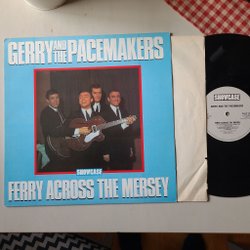 GERRY AND THE PACEMAKERS
SHOWCASE
FERRY ACROSS THE MERSEY
SHOWCASE